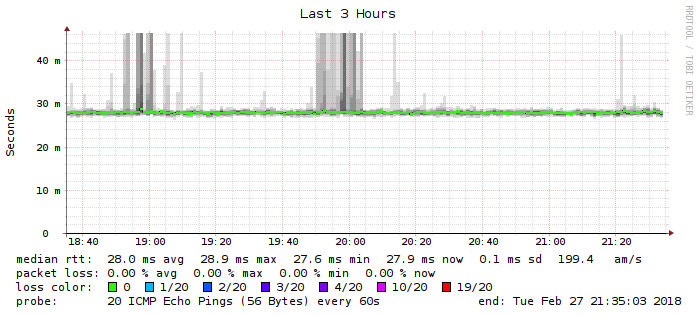 Last 3 Hours
RRDTOOL / TOBI OETIKER
Seconds
40 m
30 m
20 m
10 m
0
18:40 19:00 19:20 19:40 20:00 20:20 20:40 21:00 21:20
median rtt: 28.0 ms avg 28.9 ms max 27.6 ms min 27.9 ms now 0.1 ms sd 199.4 am/s
packet loss: 0.00 % avg 0.00 % max 0.00 % min 0.00 % now
loss color: 0 1/20 2/20 3/20 4/20 10/20 19/20
probe: 20 ICMP Echo Pings (56 Bytes) every 60s end: Tue Feb 27 21:35:03 2018